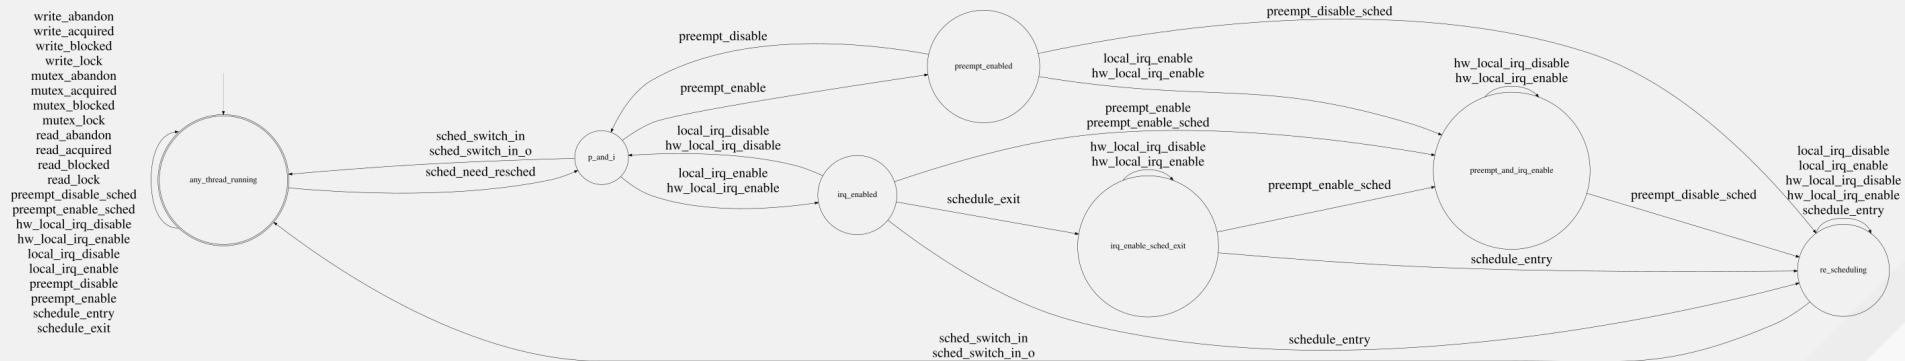 write_abandon
write_acquired
write_blocked
write_lock
mutex_abandon
mutex_acquired
mutex_blocked
mutex_lock
read_abandon
read_acquired
read_blocked
read_lock
preempt_disable_sched
preempt_enable_sched
hw_local_irq_disable
hw_local_irq_enable
local_irq_disable
local_irq_enable
preempt_disable
preempt_enable
schedule_entry
schedule_exit
any_thread_running
sched_switch_in
sched_switch_in_o
sched_need_resched
p_and_i
preempt_disable
preempt_enable
local_irq_disable
hw_local_irq_disable
local_irq_enable
hw_local_irq_enable
irq_enabled
preempt_enabled
schedule_exit
preempt_disable_sched
local_irq_enable
hw_local_irq_enable
preempt_enable
preempt_enable_sched
hw_local_irq_disable
hw_local_irq_enable
irq_enable_sched_exit
preempt_enable_sched
schedule_entry
schedule_entry
sched_switch_in
sched_switch_in_o
hw_local_irq_disable
hw_local_irq_enable
preempt_and_irq_enable
preempt_disable_sched
local_irq_disable
local_irq_enable
hw_local_irq_disable
hw_local_irq_enable
schedule_entry
re_scheduling